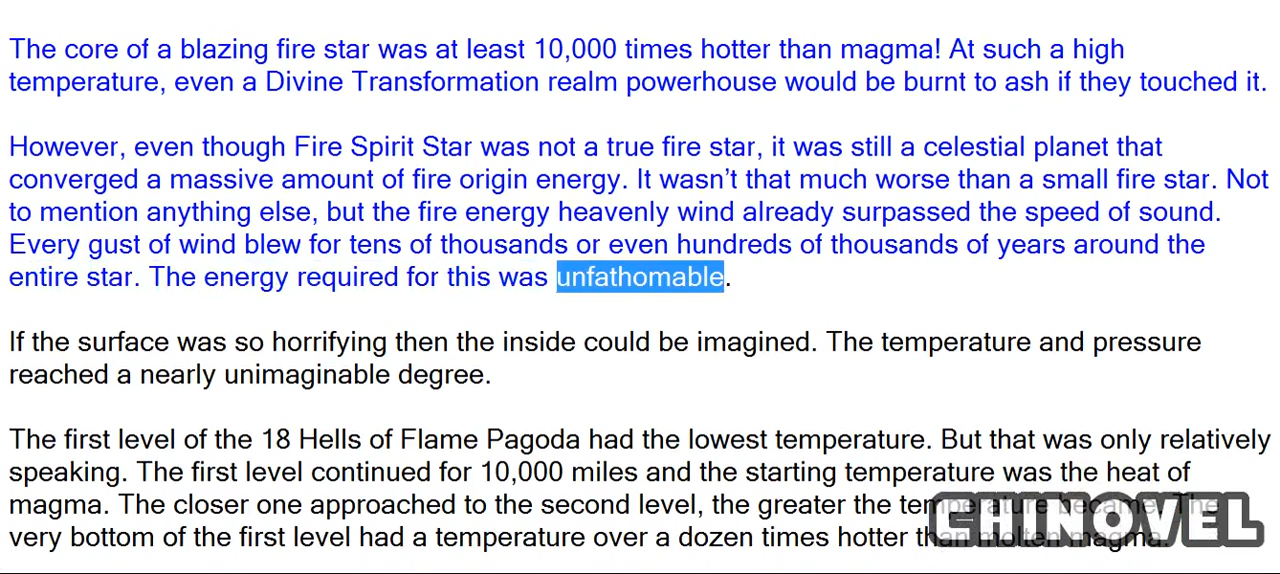 The core of a blazing fire star was at least 10,000 times hotter than magma! At such a high
temperature, even a Divine Transformation realm powerhouse would be burnt to ash if they touched it.
However, even though Fire Spirit Star was not a true fire star, it was still a celestial planet that
converged a massive amount of fire origin energy. It wasn’t that much worse than a small fire star. Not
to mention anything else, but the fire energy heavenly wind already surpassed the speed of sound.
Every gust of wind blew for tens of thousands or even hundreds of thousands of years around the
entire star. The energy required for this was unfathomable.
If the surface was so horrifying then the inside could be imagined. The temperature and pressure
reached a nearly unimaginable degree.
The first level of the 18 Hells of Flame Pagoda had the lowest temperature. But that was only relatively
speaking. The first level continued for 10,000 miles and the starting temperature was the heat of
magma. The closer one approached to the second level, the greater the temperature became. The
very bottom of the first level had a temperature over a dozen times hotter than molten magma.
CHINOVEL